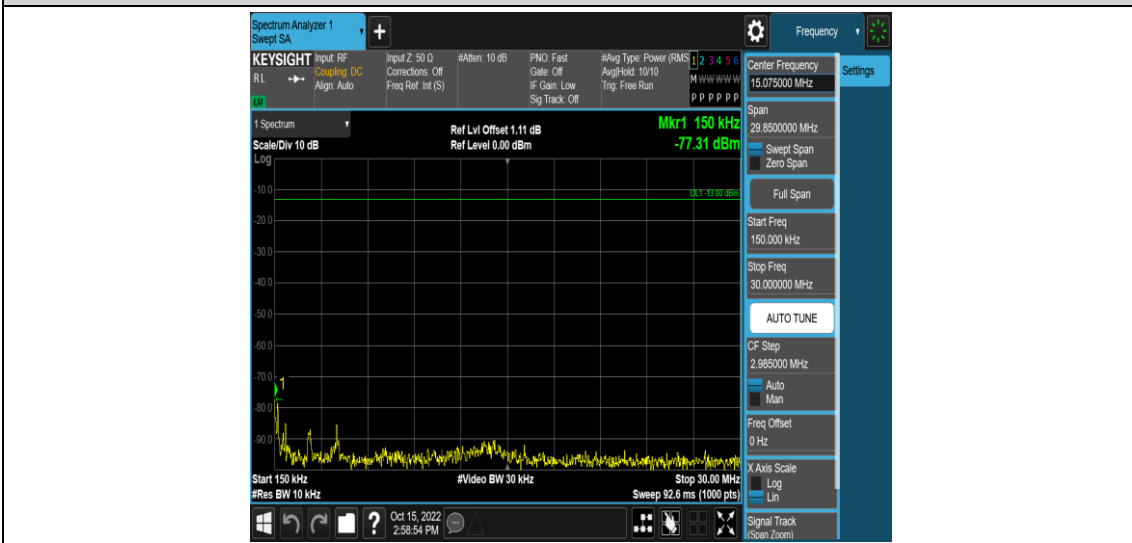 Spectrum Analyzer 1
Swept SA
+
Frequency
KEYSIGHT
RL
LV
Input: RF
Coupling: DC
Align: Auto
Input Z: 50 Ω
Corrections: Off
Freq Ref: Int (S)
#Atten: 10 dB
PNO: Fast
Gate: Off
IF Gain: Low
Sig Track: Off
#Avg Type: Power (RMS
Avg|Hold: 10/10
Trig: Free Run
1 2 3 4 5 6
M W W W W W
P P P P P P
1 Spectrum
Scale/Div 10 dB
Log
Ref Lvl Offset 1.11 dB
Ref Level 0.00 dBm
Mkr1 150 kHz
-77.31 dBm
DL1 -13.00 dBm
-10.0
-20.0
-30.0
-40.0
-50.0
-60.0
-70.0
-80.0
-90.0
1
Start 150 kHz
#Video BW 30 kHz
Stop 30.00 MHz
#Res BW 10 kHz
Sweep 92.6 ms (1000 pts)
?
Oct 15, 2022
2:58:54 PM
Center Frequency
15.075000 MHz
Settings
Span
29.8500000 MHz
Swept Span
Zero Span
Full Span
Start Freq
150.000 kHz
Stop Freq
30.000000 MHz
AUTO TUNE
CF Step
2.985000 MHz
Auto
Man
Freq Offset
0 Hz
X Axis Scale
Log
Lin
Signal Track
(Span Zoom)